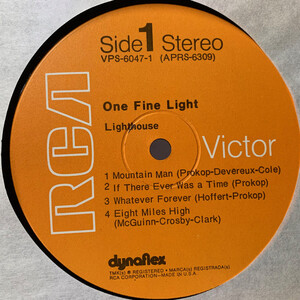 Side 1 Stereo
VPS-6047-1 (APRS-6309)
One Fine Light
Lighthouse
RCA Victor
1 Mountain Man (Prokop-Devereux-Cole)
2 If There Ever Was a Time (Prokop)
3 Whatever Forever (Hoffert-Prokop)
4 Eight Miles High
(McGuinn-Crosby-Clark)
dynaflex
TMK(s) ® REGISTERED • MARCA(s) REGISTRADA(s)
RCA CORPORATION—MADE IN U.S.A.